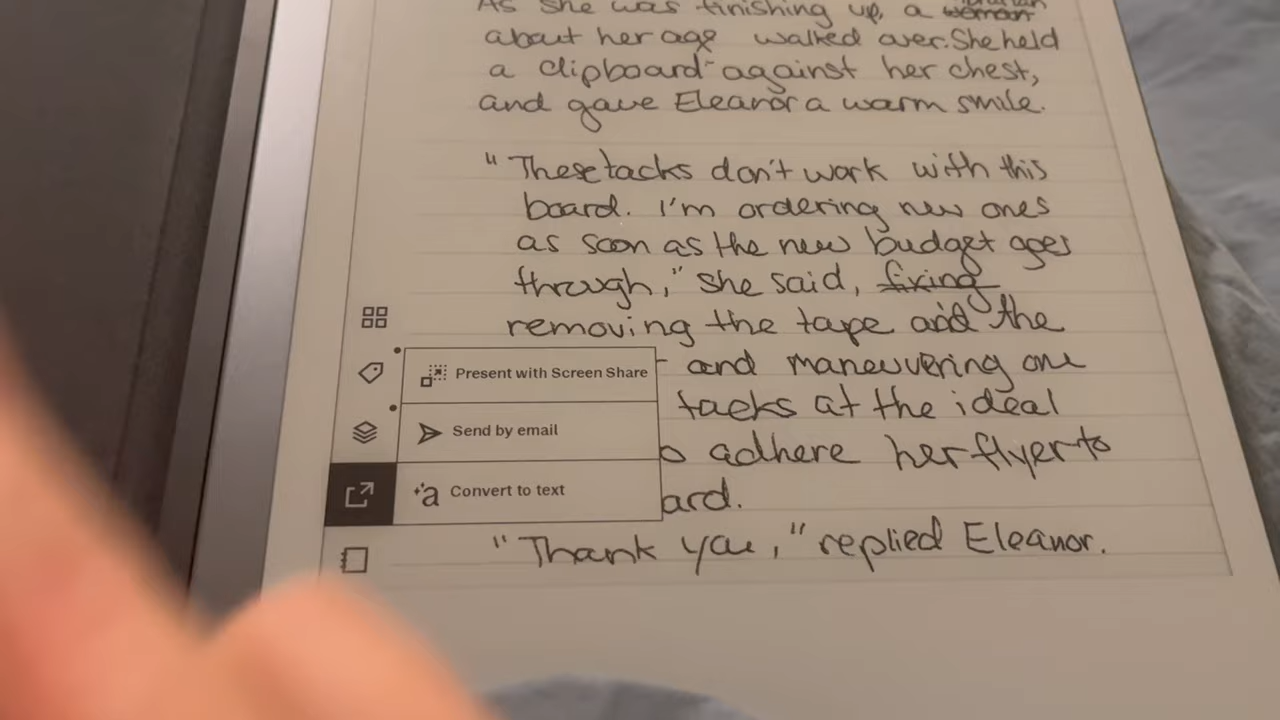 As she was finishing up, a woman
about her age walked over. She held
a clipboard against her chest,
and gave Eleanor a warm smile.
"These tacks don't work with this
board. I'm ordering new ones
as soon as the new budget goes
through," she said, fixing
removing the tape and the
and maneuvering one
tacks at the ideal
adhere her flyer to
ard.
"Thank you," replied Eleanor.
Present with Screen Share
Send by email
Convert to text